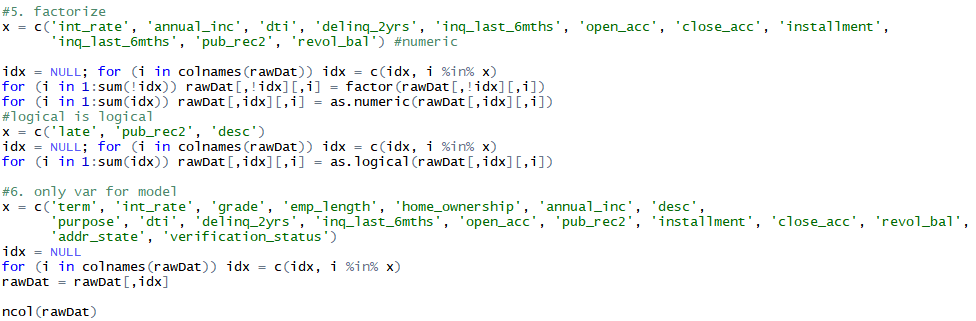 #5. factorize
x = c('int_rate', 'annual_inc', 'dti', 'delinq_2yrs', 'inq_last_6mths', 'open_acc', 'close_acc', 'installment',
'inq_last_6mths', 'pub_rec2', 'revol_bal') #numeric
idx = NULL; for (i in colnames(rawDat)) idx = c(idx, i %in% x)
for (i in 1:sum(!idx)) rawDat[,!idx][,i] = factor(rawDat[,!idx][,i])
for (i in 1:sum(idx)) rawDat[,idx][,i] = as.numeric(rawDat[,idx][,i])
#logical is logical
x = c('late', 'pub_rec2', 'desc')
idx = NULL; for (i in colnames(rawDat)) idx = c(idx, i %in% x)
for (i in 1:sum(idx)) rawDat[,idx][,i] = as.logical(rawDat[,idx][,i])
#6. only var for model
x = c('term', 'int_rate', 'grade', 'emp_length', 'home_ownership', 'annual_inc', 'desc',
'purpose', 'dti', 'delinq_2yrs', 'inq_last_6mths', 'open_acc', 'pub_rec2', 'installment', 'close_acc', 'revol_bal',
'addr_state', 'verification_status')
idx = NULL
for (i in colnames(rawDat)) idx = c(idx, i %in% x)
rawDat = rawDat[,idx]
ncol(rawDat)